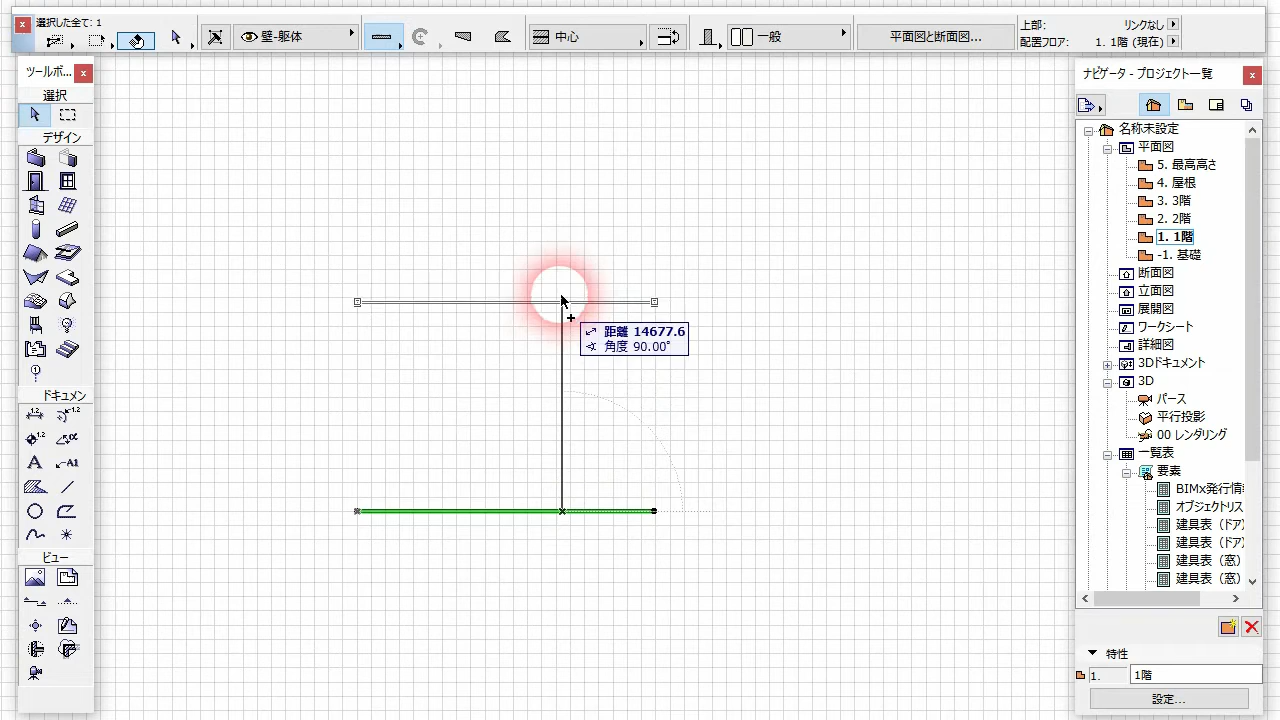 選択した全て: 1
壁-躯体
中心
一般
平面図と断面図...
上部:
リンクなし
配置フロア:
1. 1階 (現在)
ツールボ...
選択
デザイン
ドキュメン
ビュー
距離 14677.6
角度 90.00°
ナビゲータ - プロジェクト一覧
名称未設定
平面図
5. 最高高さ
4. 屋根
3. 3階
2. 2階
1. 1階
-1. 基礎
断面図
立面図
展開図
ワークシート
詳細図
3Dドキュメント
3D
パース
平行投影
00 レンダリング
一覧表
要素
BIMx発行情
オブジェクトリス
建具表（ドア）
建具表（ドア）
建具表（窓）
建具表（窓）
特性
1.
1階
設定...